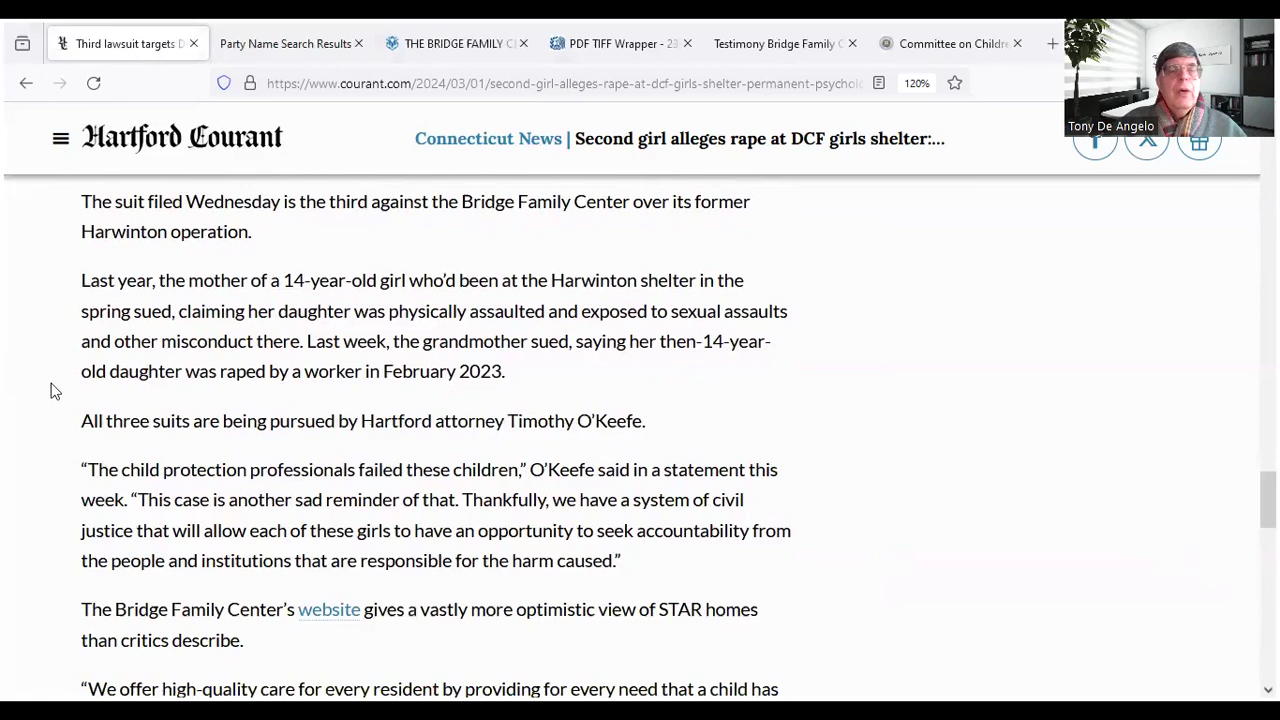 Third lawsuit targets D
Party Name Search Results
THE BRIDGE FAMILY C
PDF TIFF Wrapper - 23
Testimony Bridge Family C
Committee on Child
https://www.courant.com/2024/03/01/second-girl-alleges-rape-at-dcf-girls-shelter-permanent-psycholo
120%
Tony De Angelo
Hartford Courant
Connecticut News | Second girl alleges rape at DCF girls shelter:...
The suit filed Wednesday is the third against the Bridge Family Center over its former
Harwinton operation.
Last year, the mother of a 14-year-old girl who’d been at the Harwinton shelter in the
spring sued, claiming her daughter was physically assaulted and exposed to sexual assaults
and other misconduct there. Last week, the grandmother sued, saying her then-14-year-
old daughter was raped by a worker in February 2023.
All three suits are being pursued by Hartford attorney Timothy O’Keefe.
“The child protection professionals failed these children,” O’Keefe said in a statement this
week. “This case is another sad reminder of that. Thankfully, we have a system of civil
justice that will allow each of these girls to have an opportunity to seek accountability from
the people and institutions that are responsible for the harm caused.”
The Bridge Family Center’s website gives a vastly more optimistic view of STAR homes
than critics describe.
“We offer high-quality care for every resident by providing for every need that a child has